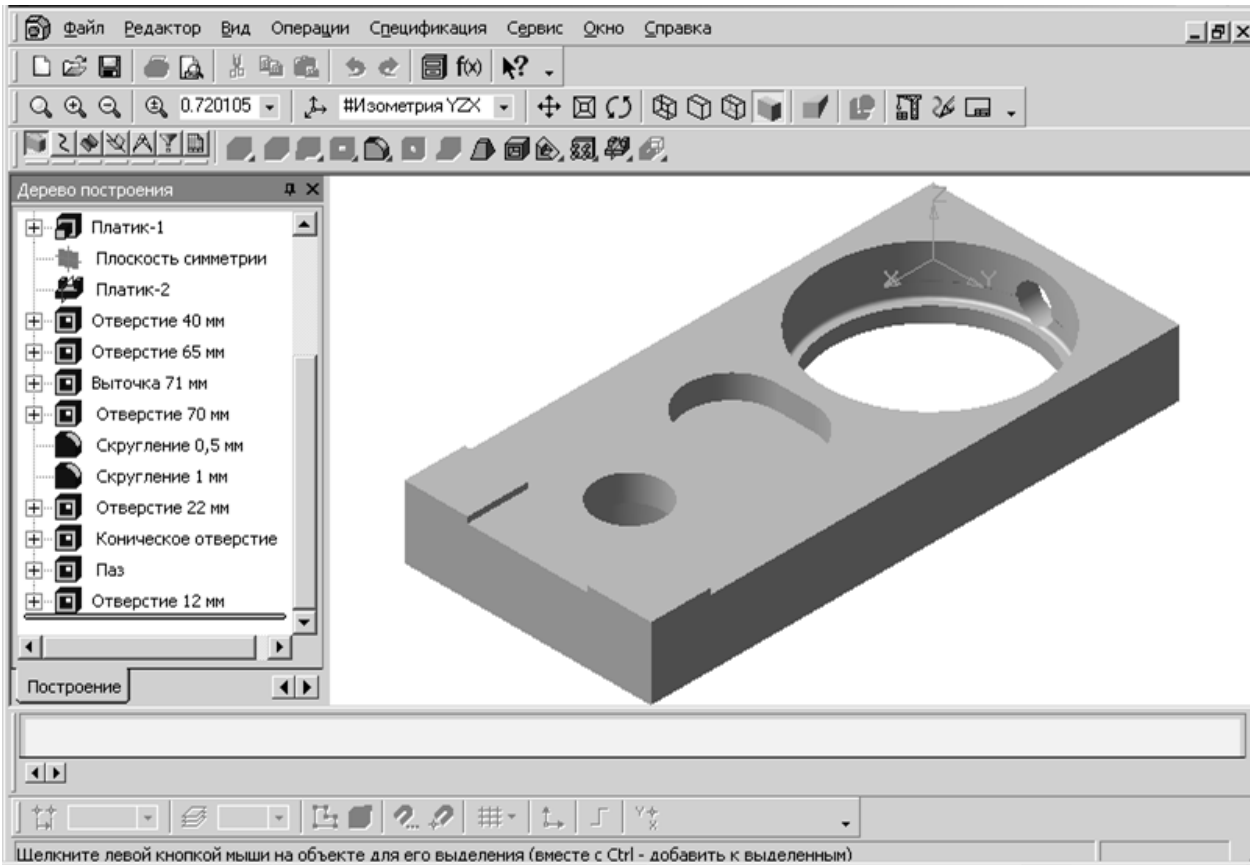 Файл Редактор Вид Операции Спецификация Сервис Окно Справка
f(x) ?
0.720105 #Изометрия YZX
Дерево построения
Платик-1
Плоскость симметрии
Платик-2
Отверстие 40 мм
Отверстие 65 мм
Выточка 71 мм
Отверстие 70 мм
Скругление 0,5 мм
Скругление 1 мм
Отверстие 22 мм
Коническое отверстие
Паз
Отверстие 12 мм
Построение
Z
X Y
Y
X
Щелкните левой кнопкой мыши на объекте для его выделения (вместе с Ctrl - добавить к выделенным)